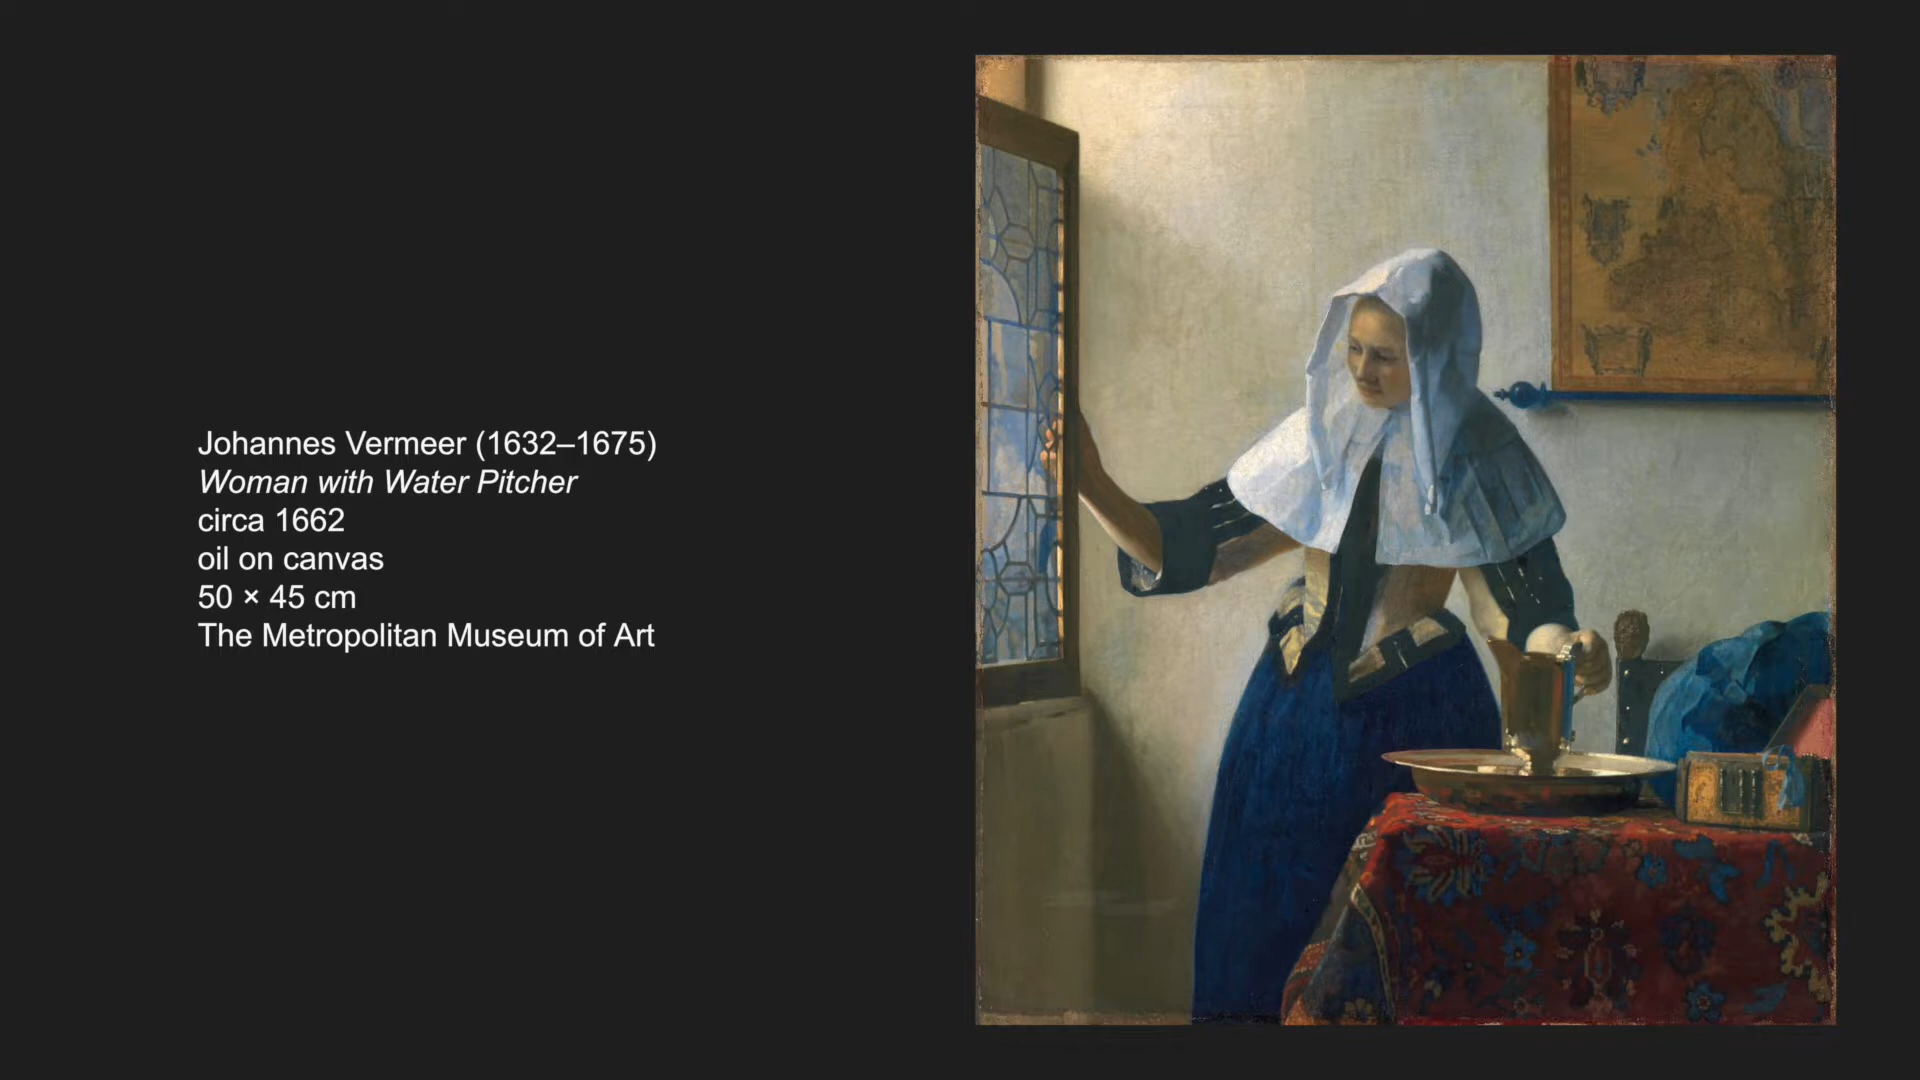 Johannes Vermeer (1632–1675)
Woman with Water Pitcher
circa 1662
oil on canvas
50 × 45 cm
The Metropolitan Museum of Art